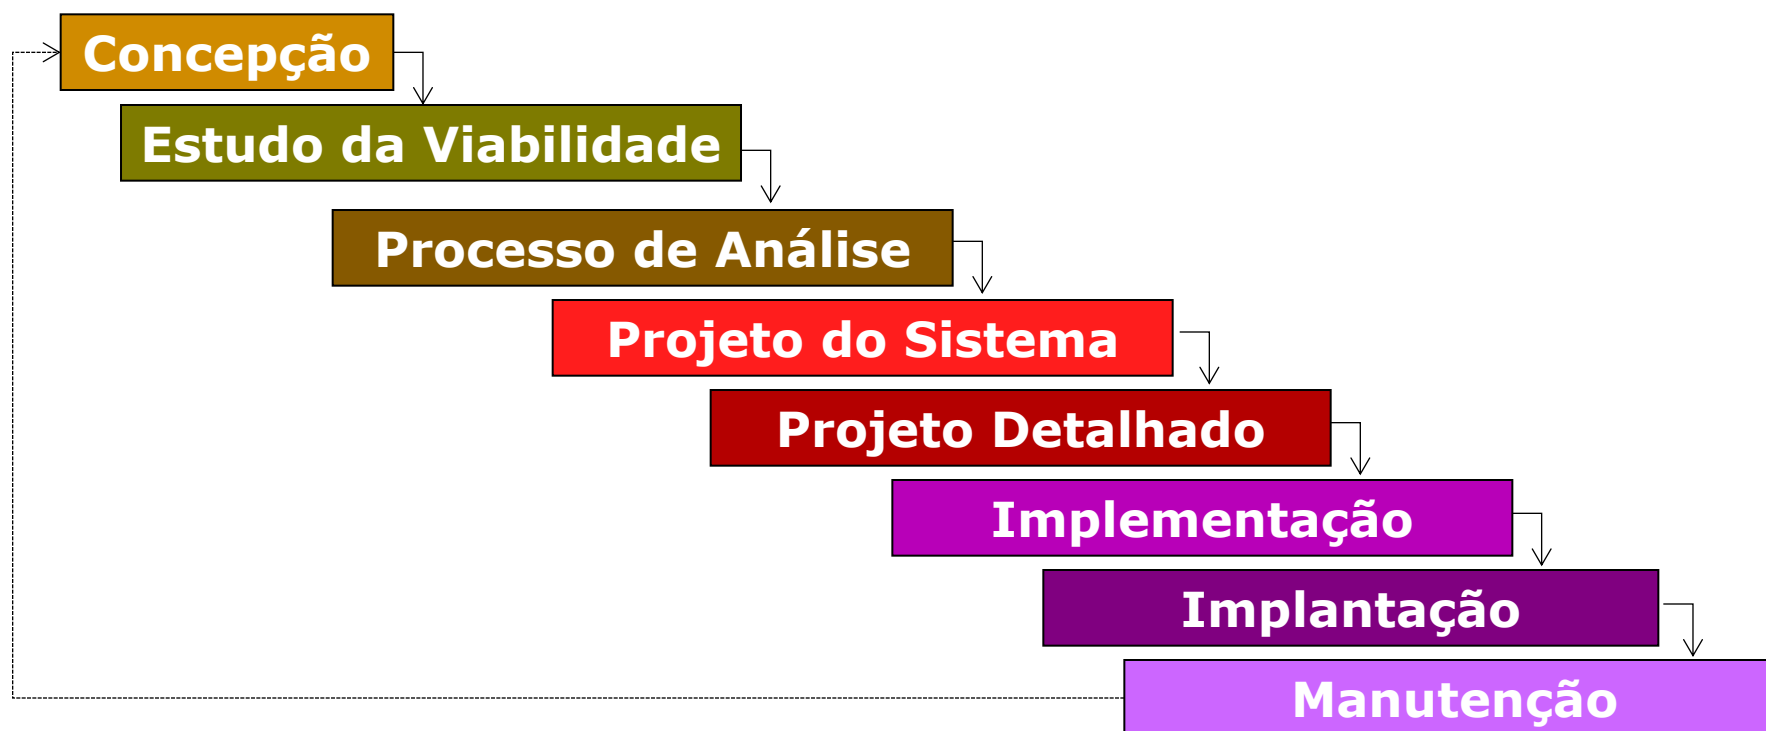 Concepção
Estudo da Viabilidade
Processo de Análise
Projeto do Sistema
Projeto Detalhado
Implementação
Implantação
Manutenção